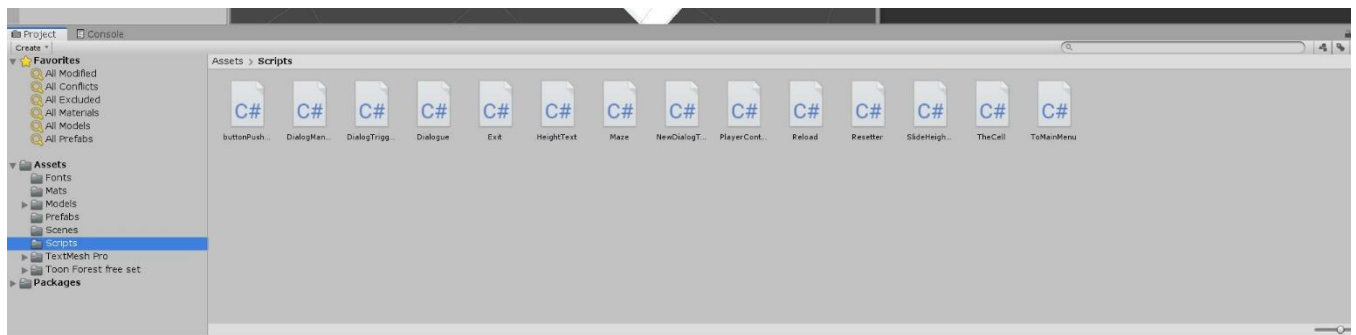 Project Console
Create
Favorites
All Modified
All Conflicts
All Excluded
All Materials
All Models
All Prefabs
Assets
Fonts
Mats
Models
Prefabs
Scenes
Scripts
TextMesh Pro
Toon Forest free set
Packages
Assets > Scripts
C# C# C# C# C# C# C# C# C# C# C# C# C# C#
buttonPush... DialogMan... DialogTrigg... Dialogue Exit HeightText Maze NewDialogT... PlayerCont... Reload Resetter SlideHeigh... TheCell ToMainMenu